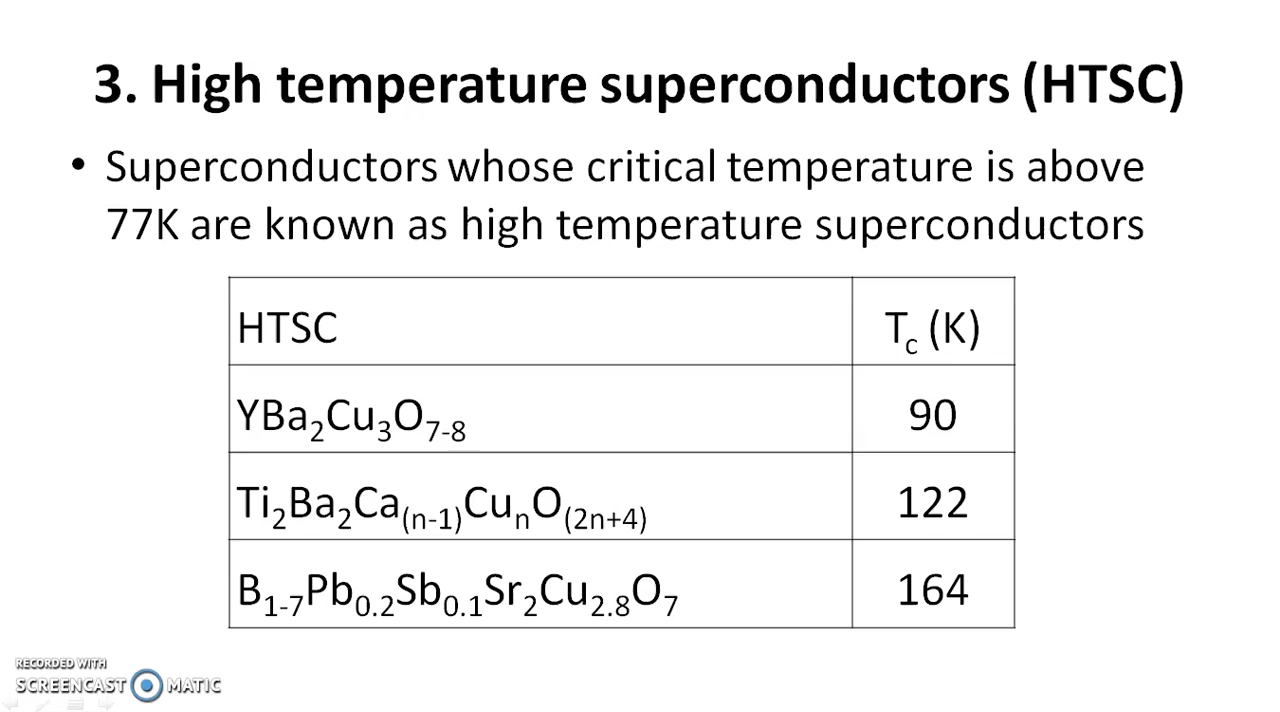 3. High temperature superconductors (HTSC)
• Superconductors whose critical temperature is above
77K are known as high temperature superconductors
HTSC T_c (K)
YBa₂Cu₃O₇₋₈ 90
Ti₂Ba₂Ca₍ₙ₋₁₎CuₙO₍₂ₙ₊₄₎ 122
B₁₋₇Pb₀.₂Sb₀.₁Sr₂Cu₂.₈O₇ 164
RECORDED WITH
SCREENCAST MATIC